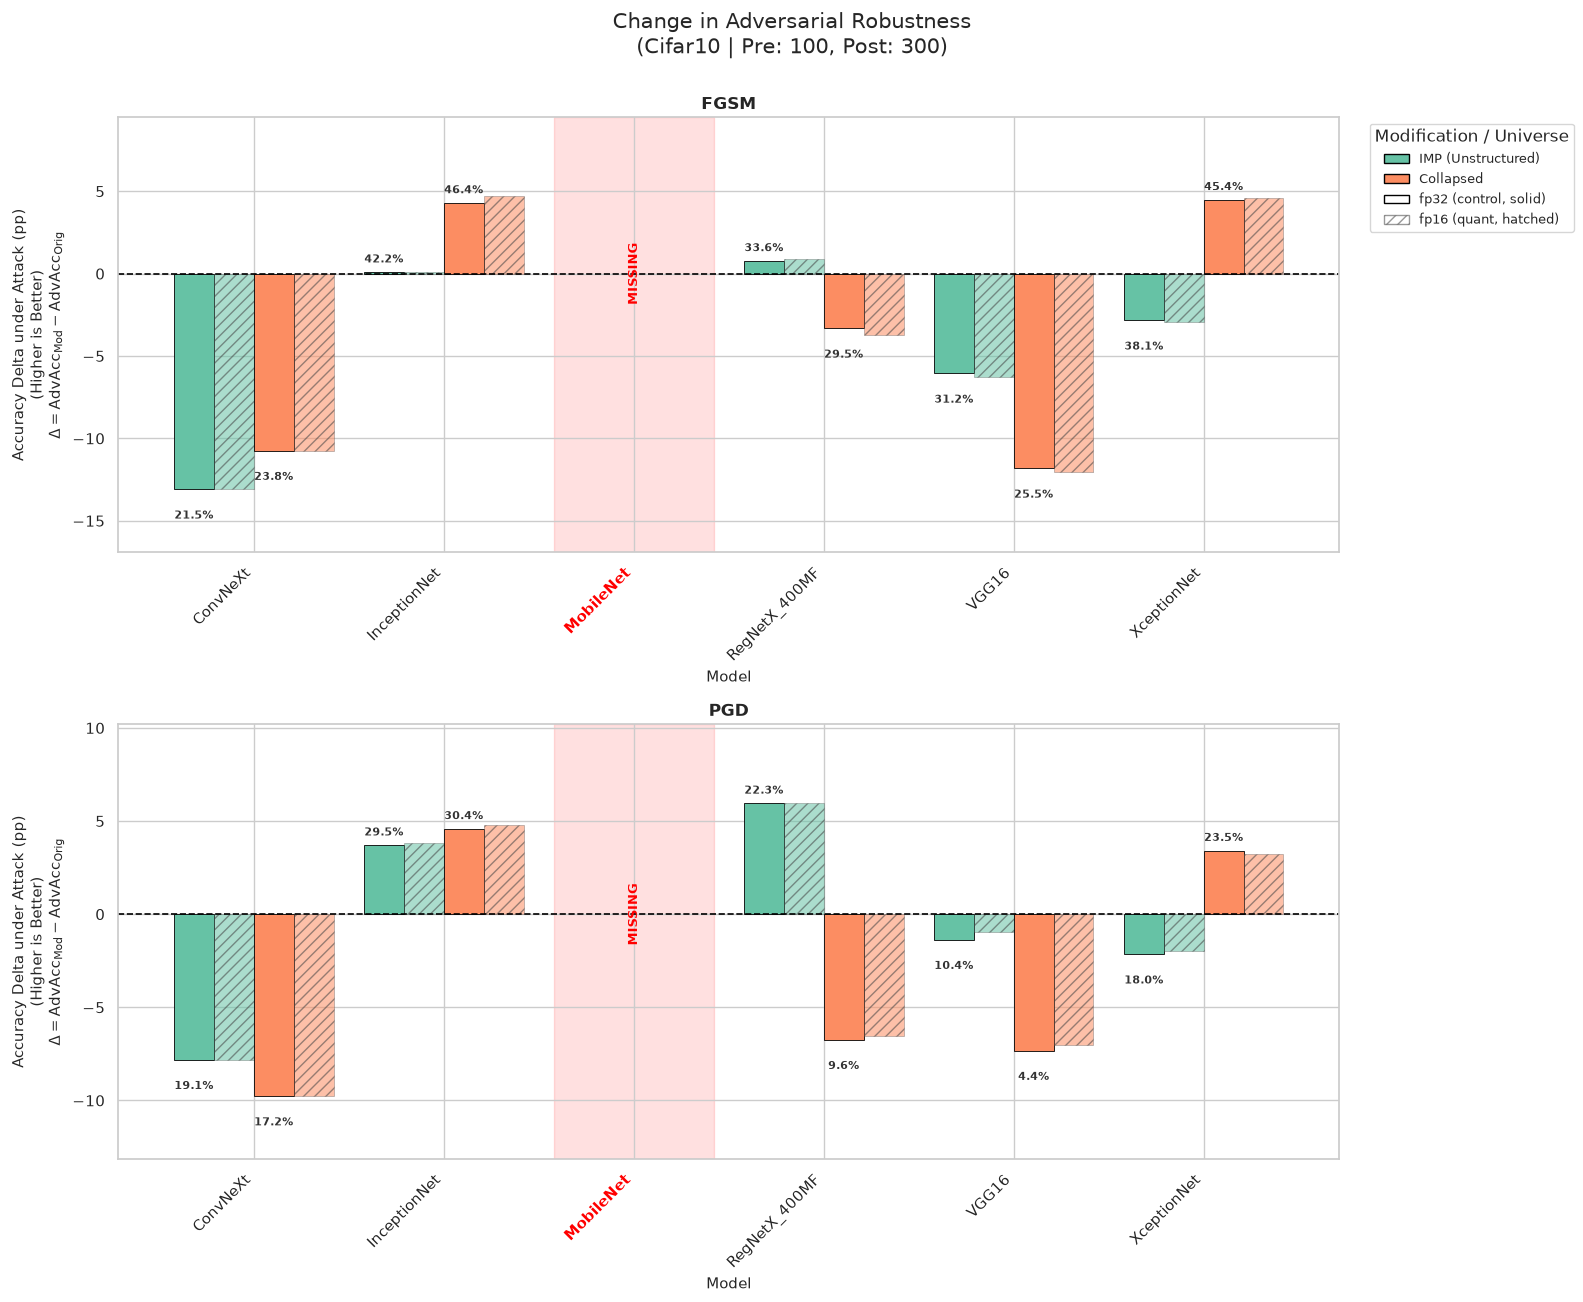 Change in Adversarial Robustness
(Cifar10 | Pre: 100, Post: 300)
FGSM
Accuracy Delta under Attack (pp)
(Higher is Better)
Δ = AdvAcc_Mod − AdvAcc_Orig
5
0
−5
−10
−15
21.5%
23.8%
42.2%
46.4%
MISSING
33.6%
29.5%
31.2%
25.5%
38.1%
45.4%
ConvNeXt
InceptionNet
MobileNet
RegNetX_400MF
VGG16
XceptionNet
Model
Modification / Universe
IMP (Unstructured)
Collapsed
fp32 (control, solid)
fp16 (quant, hatched)
PGD
Accuracy Delta under Attack (pp)
(Higher is Better)
Δ = AdvAcc_Mod − AdvAcc_Orig
10
5
0
−5
−10
19.1%
17.2%
29.5%
30.4%
MISSING
22.3%
9.6%
10.4%
4.4%
18.0%
23.5%
ConvNeXt
InceptionNet
MobileNet
RegNetX_400MF
VGG16
XceptionNet
Model